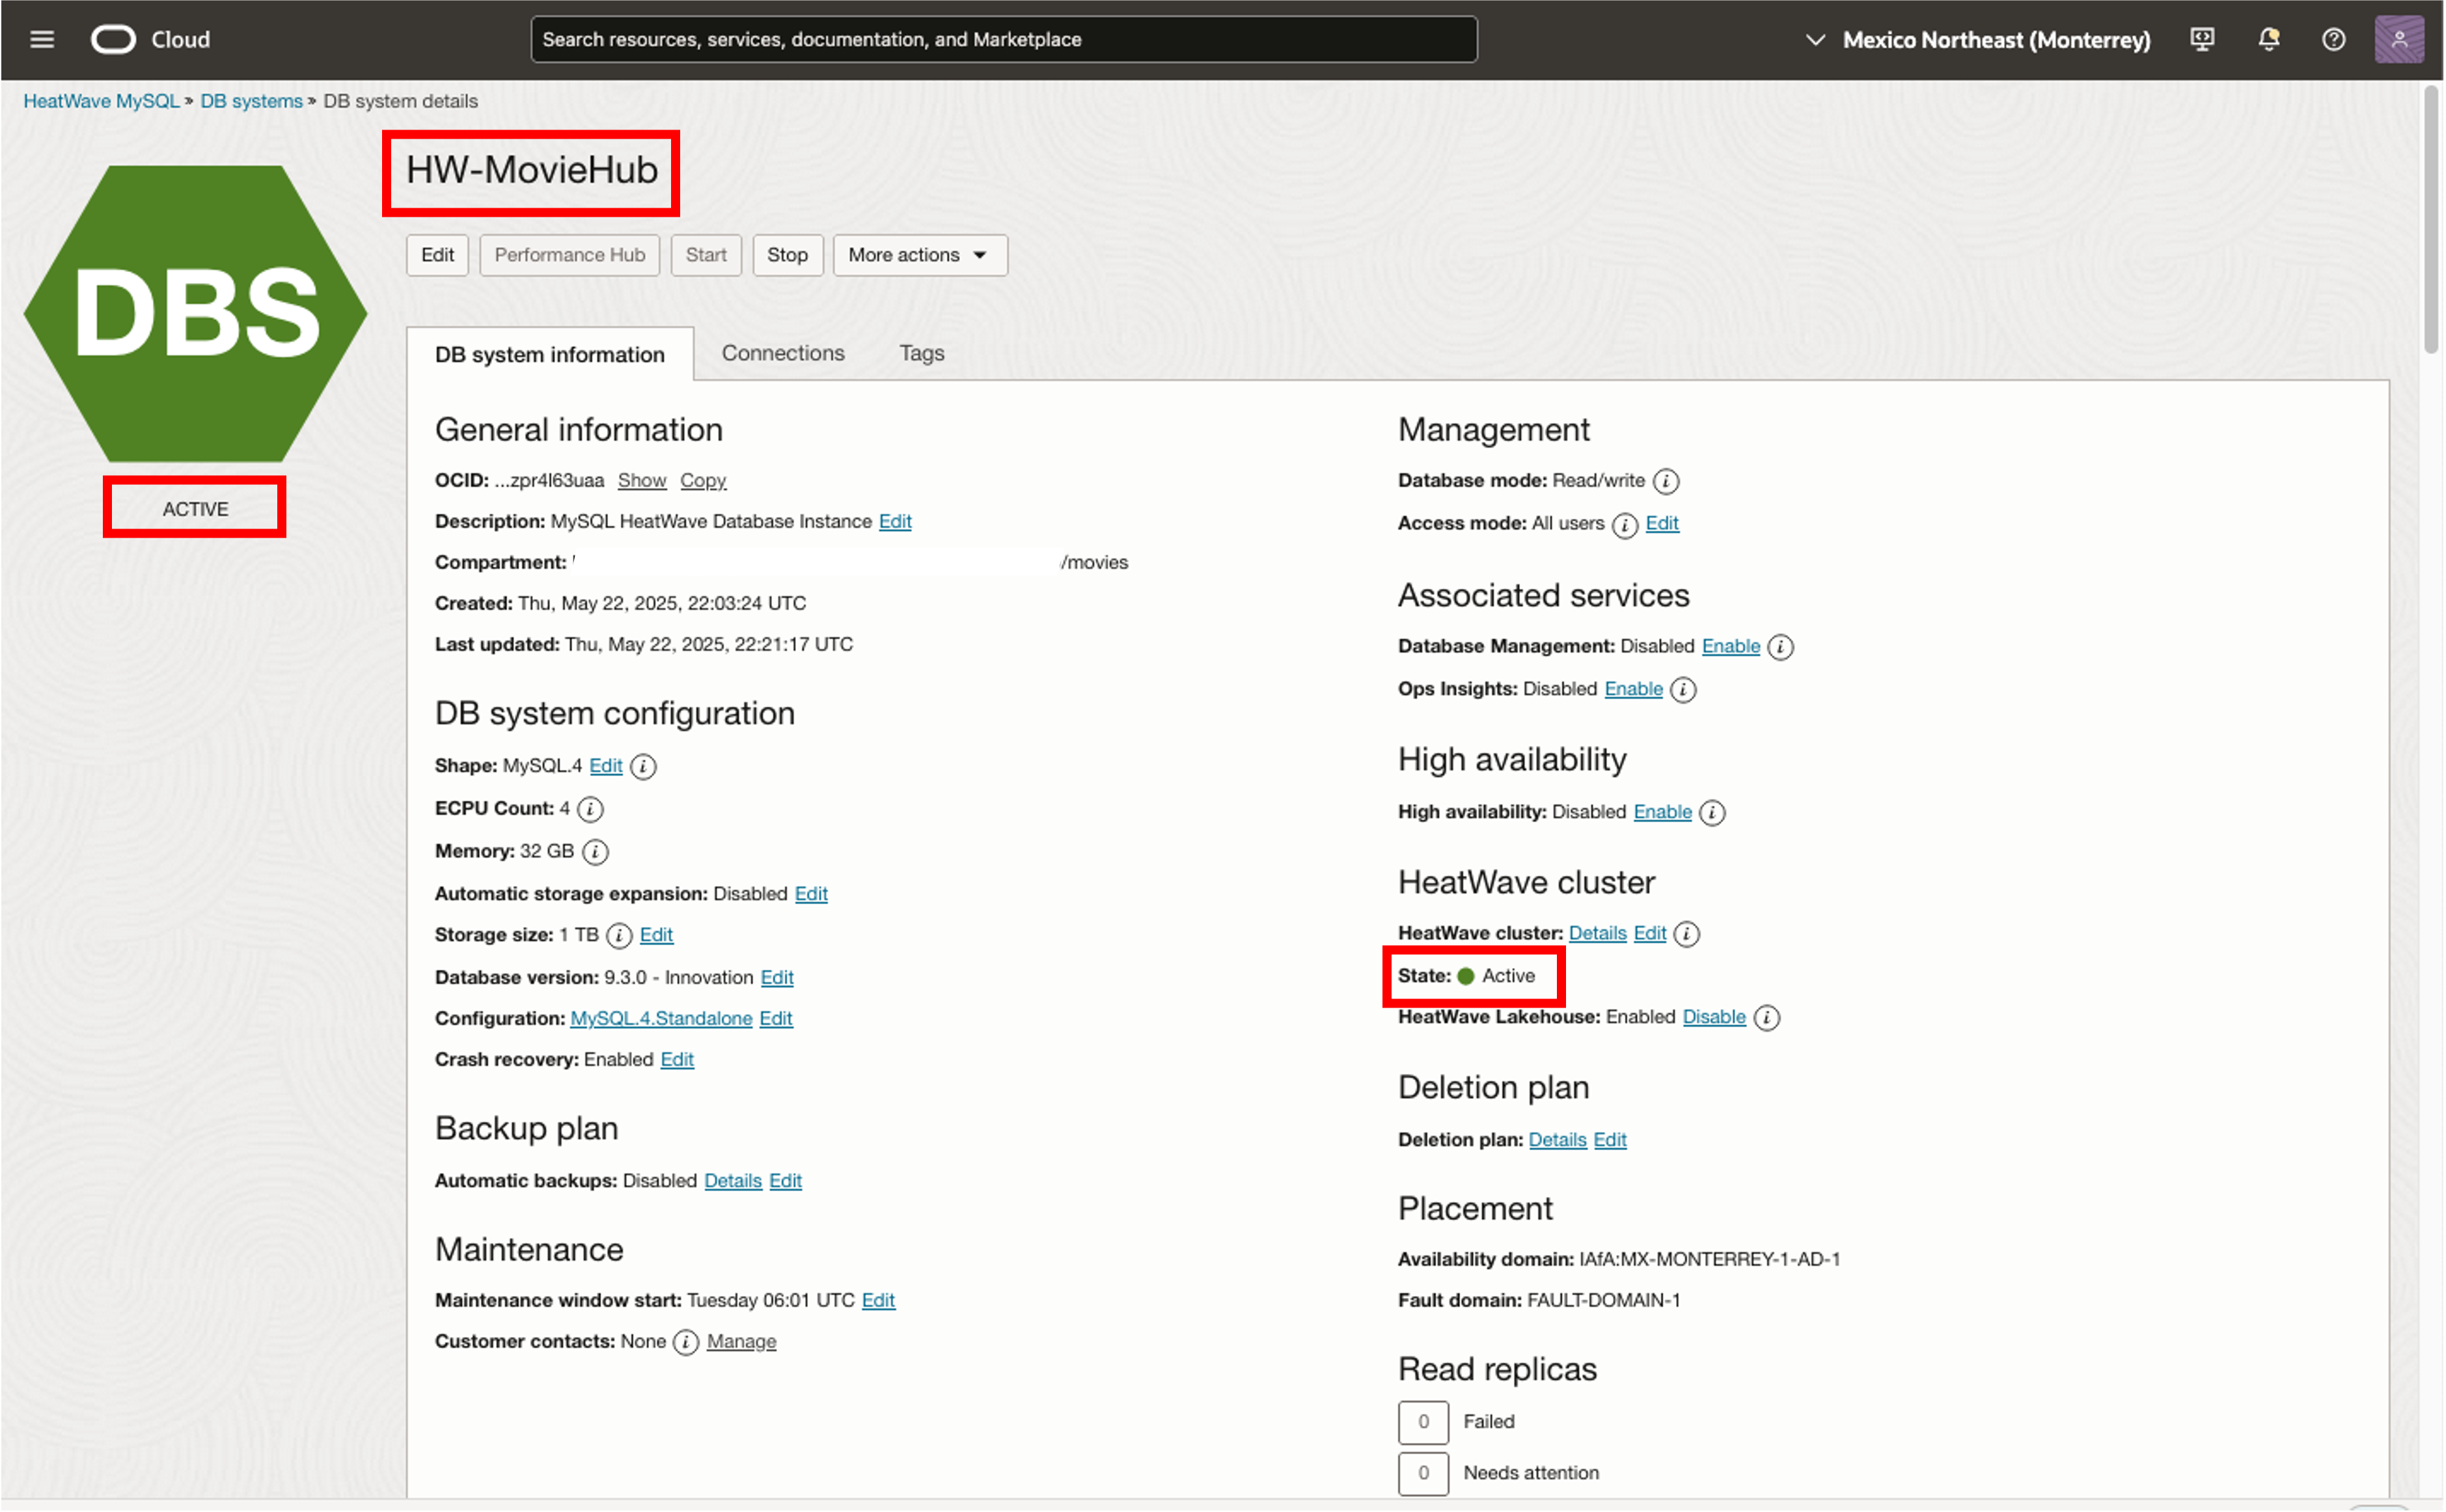 Cloud
Search resources, services, documentation, and Marketplace
Mexico Northeast (Monterrey)
HeatWave MySQL » DB systems » DB system details
HW-MovieHub
DBS
ACTIVE
Edit
Performance Hub
Start
Stop
More actions
DB system information
Connections
Tags
General information
OCID: ...zpr4l63uaa Show Copy
Description: MySQL HeatWave Database Instance Edit
Compartment: /movies
Created: Thu, May 22, 2025, 22:03:24 UTC
Last updated: Thu, May 22, 2025, 22:21:17 UTC
DB system configuration
Shape: MySQL.4 Edit
ECPU Count: 4
Memory: 32 GB
Automatic storage expansion: Disabled Edit
Storage size: 1 TB Edit
Database version: 9.3.0 - Innovation Edit
Configuration: MySQL.4.Standalone Edit
Crash recovery: Enabled Edit
Backup plan
Automatic backups: Disabled Details Edit
Maintenance
Maintenance window start: Tuesday 06:01 UTC Edit
Customer contacts: None Manage
Management
Database mode: Read/write
Access mode: All users Edit
Associated services
Database Management: Disabled Enable
Ops Insights: Disabled Enable
High availability
High availability: Disabled Enable
HeatWave cluster
HeatWave cluster: Details Edit
State: Active
HeatWave Lakehouse: Enabled Disable
Deletion plan
Deletion plan: Details Edit
Placement
Availability domain: IAfA:MX-MONTERREY-1-AD-1
Fault domain: FAULT-DOMAIN-1
Read replicas
0 Failed
0 Needs attention